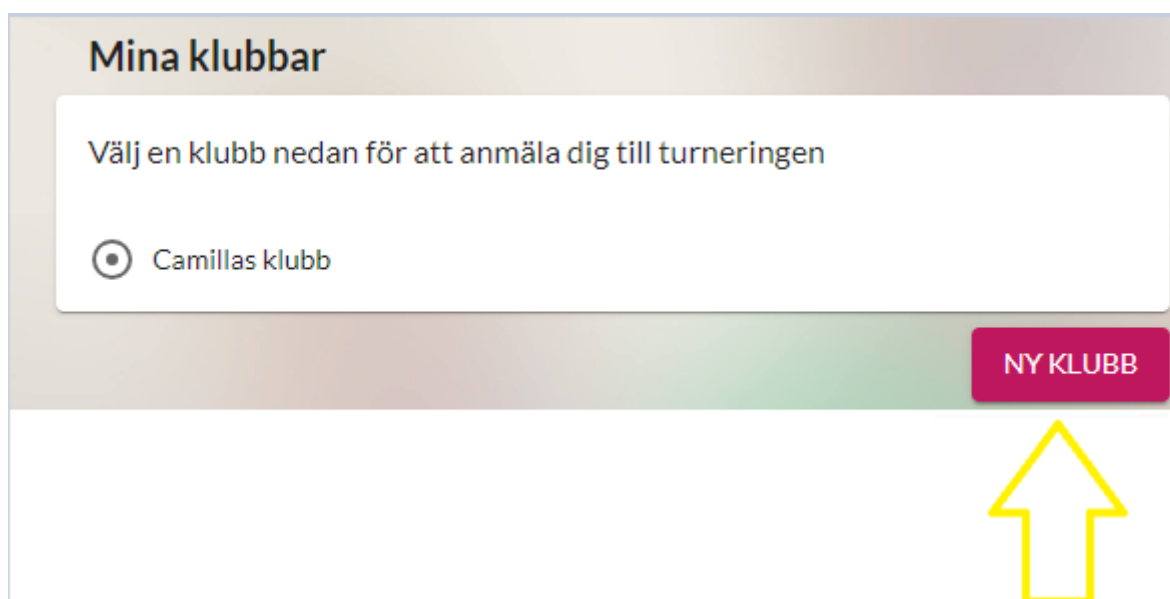 Mina klubbar
Välj en klubb nedan för att anmäla dig till turneringen
Camillas klubb
NY KLUBB